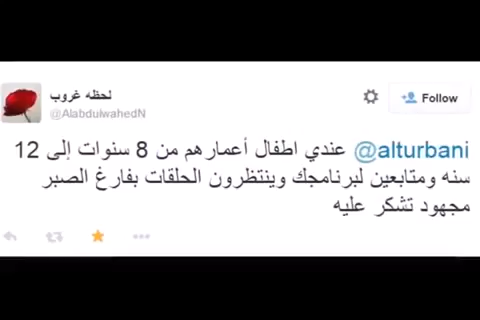 لحظه غروب
@AlabdulwahedN
Follow
@alturbani عندي اطفال أعمارهم من 8 سنوات إلى 12
سنه ومتابعين لبرنامجك وينتظرون الحلقات بفارغ الصبر
مجهود تشكر عليه